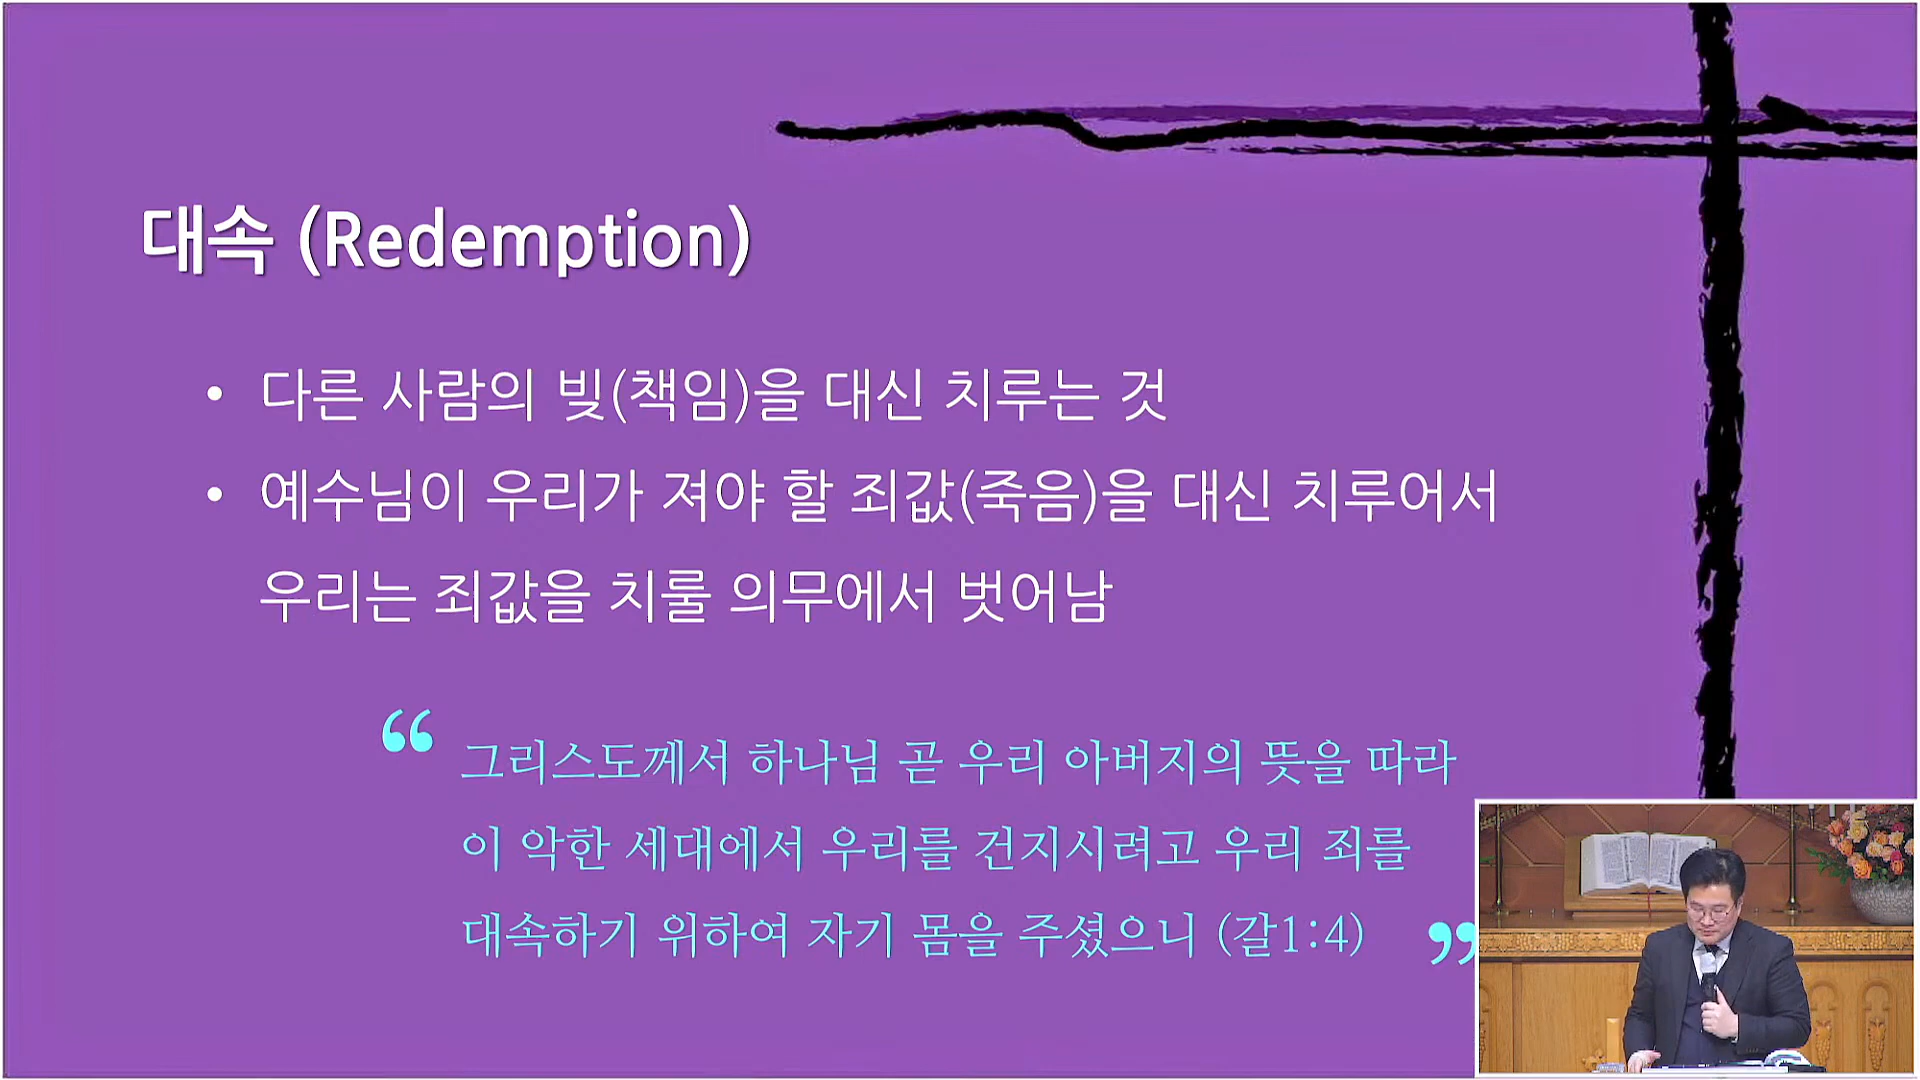 대속 (Redemption)
• 다른 사람의 빚(책임)을 대신 치루는 것
• 예수님이 우리가 져야 할 죄값(죽음)을 대신 치루어서
우리는 죄값을 치룰 의무에서 벗어남
“ 그리스도께서 하나님 곧 우리 아버지의 뜻을 따라
이 악한 세대에서 우리를 건지시려고 우리 죄를
대속하기 위하여 자기 몸을 주셨으니 (갈1:4) ”